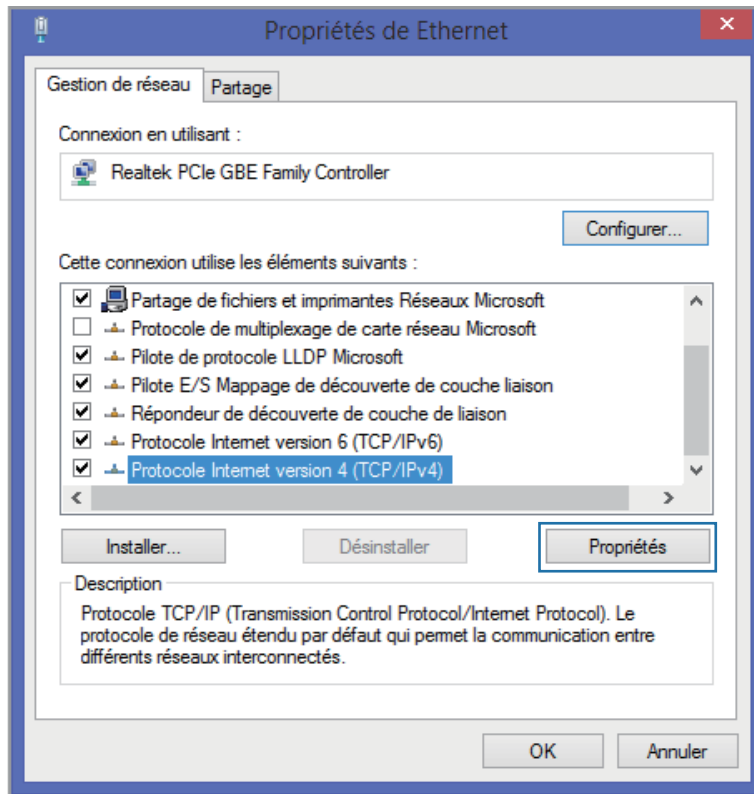 Propriétés de Ethernet
Gestion de réseau
Partage
Connexion en utilisant :
Realtek PCIe GBE Family Controller
Configurer...
Cette connexion utilise les éléments suivants :
Partage de fichiers et imprimantes Réseaux Microsoft
Protocole de multiplexage de carte réseau Microsoft
Pilote de protocole LLDP Microsoft
Pilote E/S Mappage de découverte de couche liaison
Répondeur de découverte de couche de liaison
Protocole Internet version 6 (TCP/IPv6)
Protocole Internet version 4 (TCP/IPv4)
Installer...
Désinstaller
Propriétés
Description
Protocole TCP/IP (Transmission Control Protocol/Internet Protocol). Le
protocole de réseau étendu par défaut qui permet la communication entre
différents réseaux interconnectés.
OK
Annuler